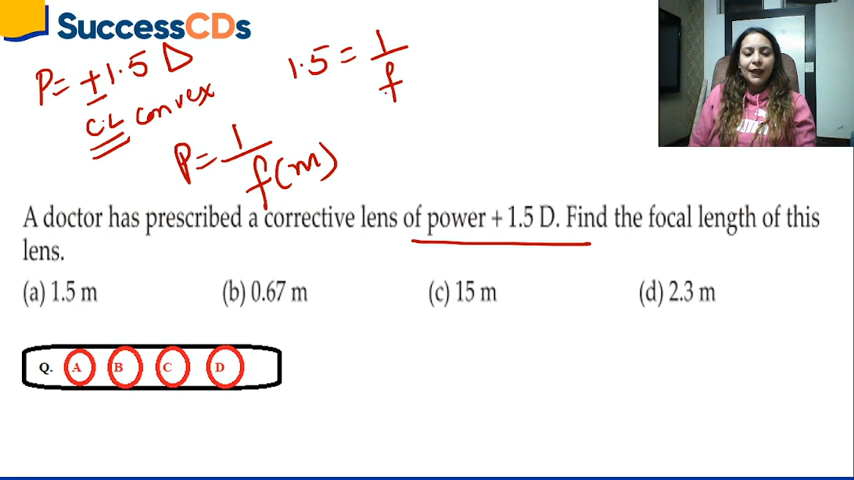 SuccessCDs
P= +1.5 D
C.L convex
1.5 = 1/f
P= 1/f(m)
A doctor has prescribed a corrective lens of power + 1.5 D. Find the focal length of this
lens.
(a) 1.5 m (b) 0.67 m (c) 15 m (d) 2.3 m
Q. A B C D